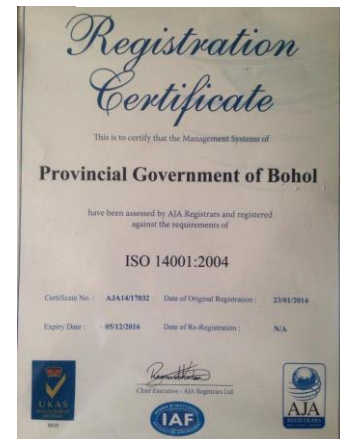 Registration
Certificate
This is to certify that the Management Systems of
Provincial Government of Bohol
have been assessed by AJA Registrars and registered
against the requirements of
ISO 14001:2004
Certificate No. : AJA14/17032 Date of Original Registration : 23/01/2014
Expiry Date : 05/12/2016 Date of Re-Registration : N/A
Chief Executive - AJA Registrars Ltd
UKAS
MANAGEMENT
SYSTEMS
IAF
AJA
REGISTRARS